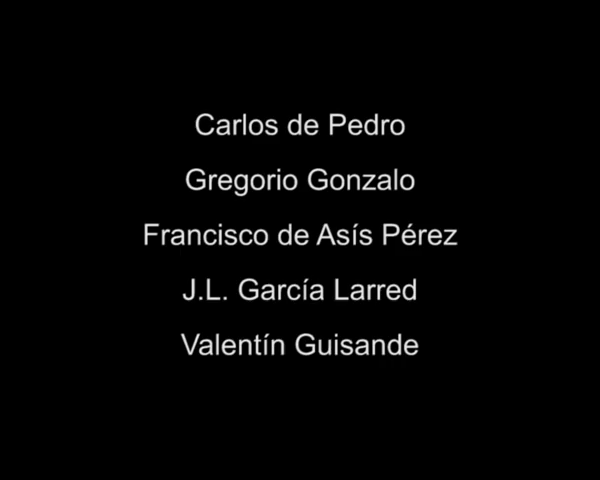 Carlos de Pedro
Gregorio Gonzalo
Francisco de Asís Pérez
J.L. García Larred
Valentín Guisande